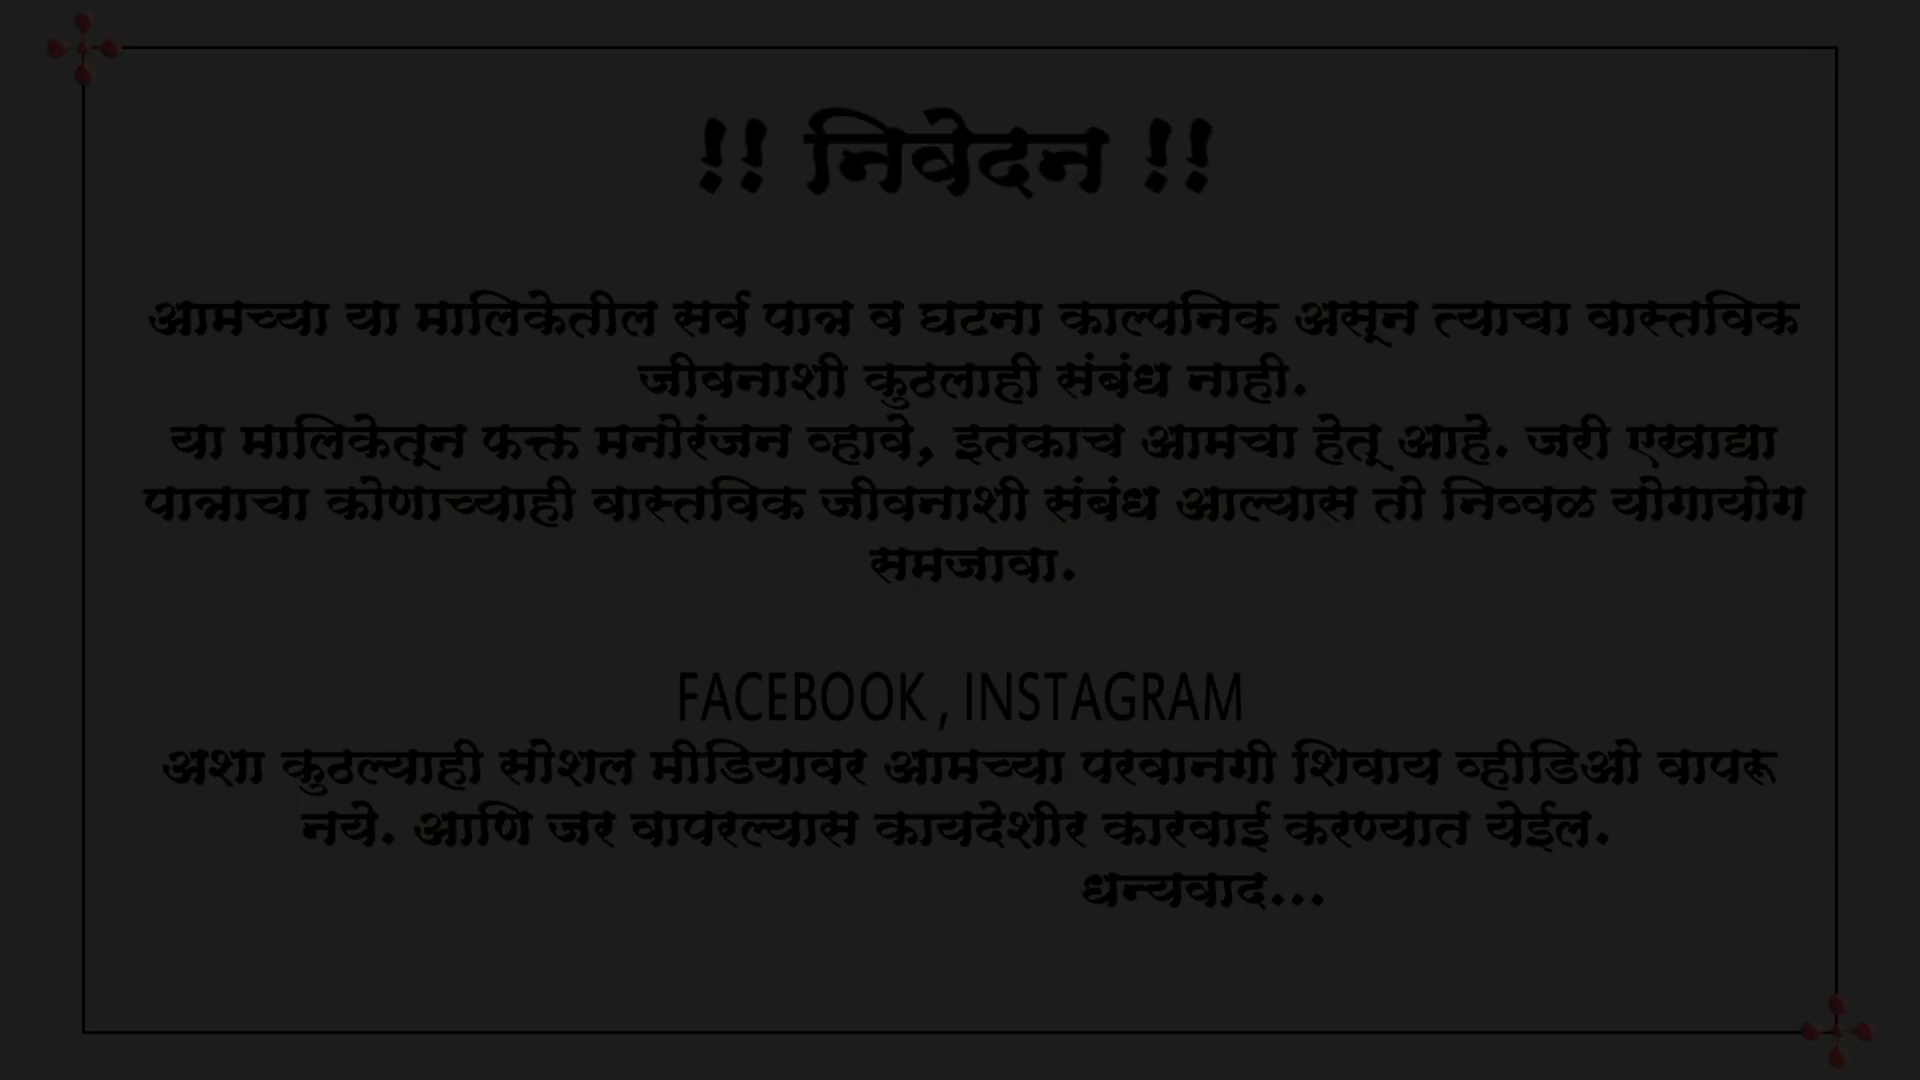 !! निवेदन !!
आमच्या या मालिकेतील सर्व पात्र व घटना काल्पनिक असून त्याचा वास्तविक
जीवनाशी कुठलाही संबंध नाही.
या मालिकेतून फक्त मनोरंजन व्हावे, इतकाच आमचा हेतू आहे. जरी एखाद्या
पात्राचा कोणाच्याही वास्तविक जीवनाशी संबंध आल्यास तो निव्वळ योगायोग
समजावा.
FACEBOOK , INSTAGRAM
अशा कुठल्याही सोशल मीडियावर आमच्या परवानगी शिवाय व्हीडिओ वापरू
नये. आणि जर वापरल्यास कायदेशीर कारवाई करण्यात येईल.
धन्यवाद...